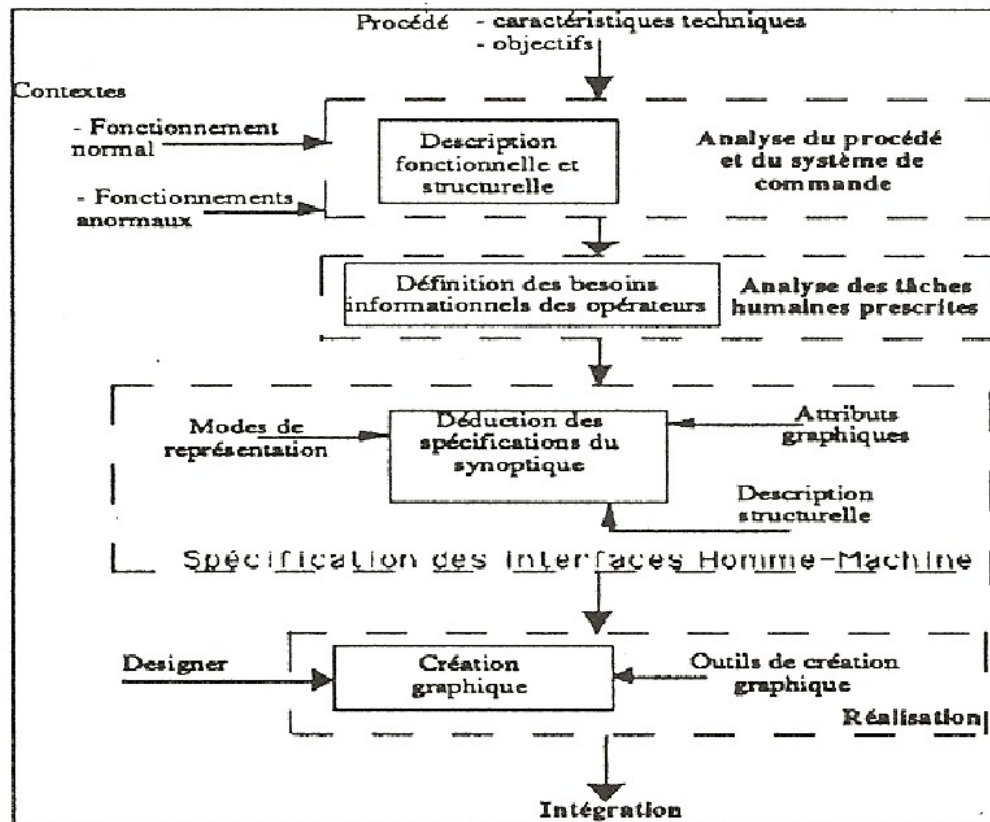 Procédé - caractéristiques techniques
- objectifs
Contextes
- Fonctionnement
normal
- Fonctionnements
anormaux
Description
fonctionnelle et
structurelle
Analyse du procédé
et du système de
commande
Définition des besoins
informationnels des opérateurs
Analyse des tâches
humaines prescrites
Modes de
représentation
Déduction des
spécifications du
synoptique
Attributs
graphiques
Description
structurelle
Spécification des Interfaces Homme-Machine
Designer
Création
graphique
Outils de création
graphique
Réalisation
Intégration